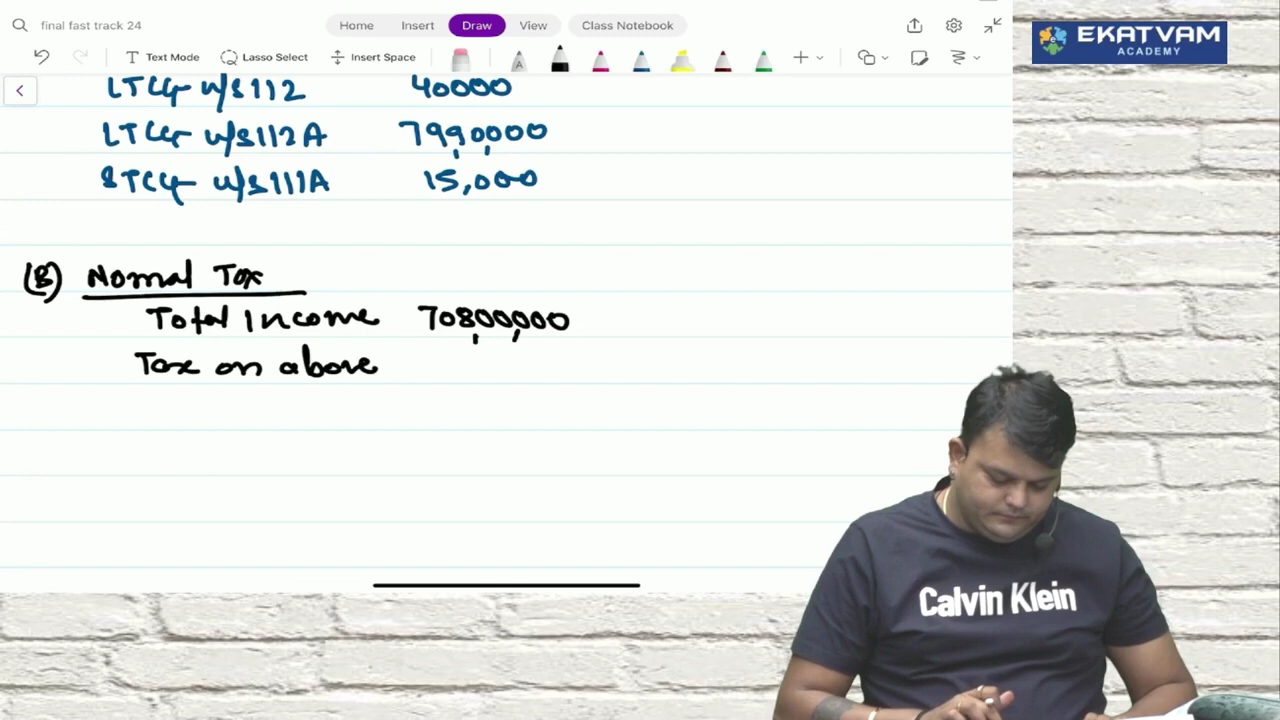 final fast track 24
Home Insert Draw View Class Notebook
EKATVAM
ACADEMY
Text Mode Lasso Select Insert Space
LTCG u/s 112 40000
LTCG u/s 112A 7990000
STCG u/s 111A 15,000
(B) Normal Tax
Total Income 70800000
Tax on above
Calvin Klein